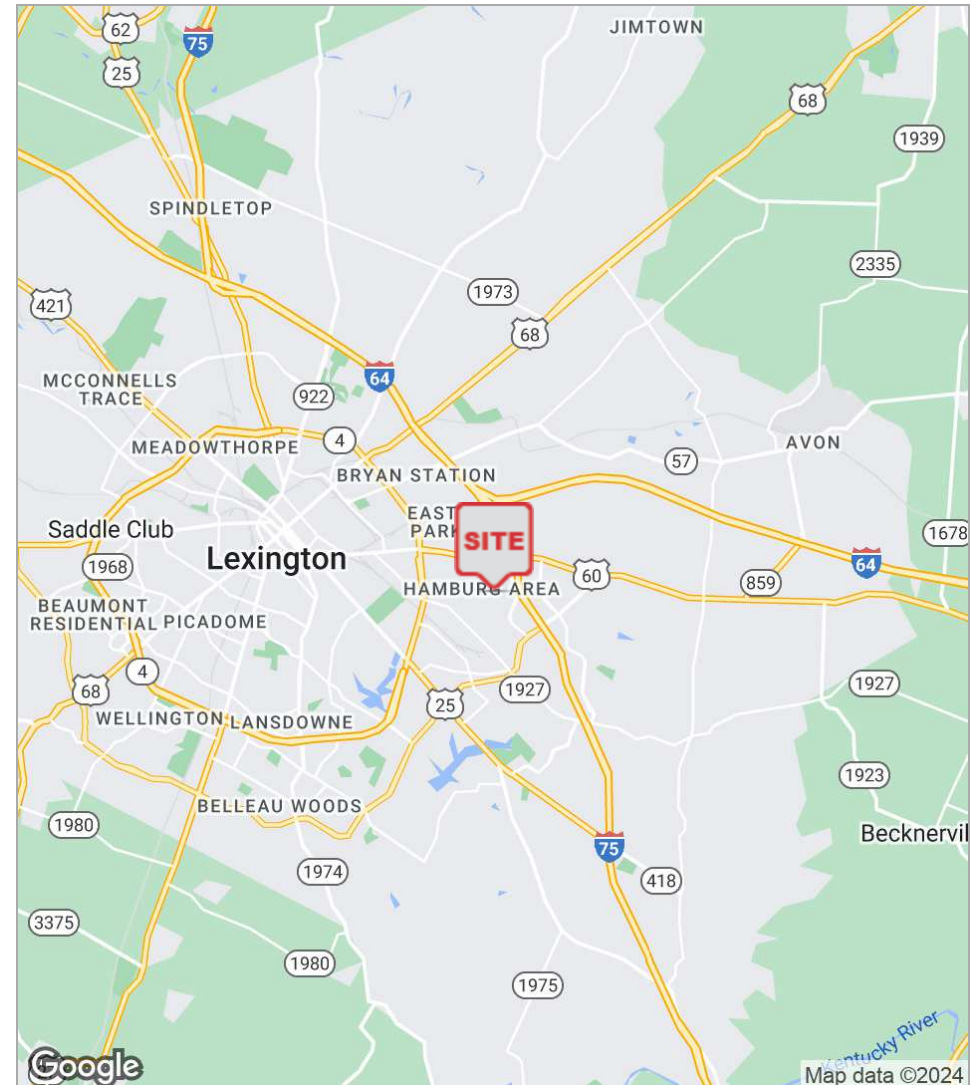 JIMTOWN
62
75
25
68
1939
SPINDLETOP
2335
1973
421
68
64
MCCONNELLS
TRACE
922
4
MEADOWTHORPE
AVON
57
BRYAN STATION
EAST
PARK
SITE
Saddle Club
1678
Lexington
64
1968
60
859
HAMBURG AREA
BEAUMONT
RESIDENTIAL
PICADOME
4
68
1927
1927
25
WELLINGTON
LANSDOWNE
1923
BELLEAU WOODS
1980
Becknervil
75
1974
418
3375
1980
1975
Kentucky River
Google
Map data ©2024